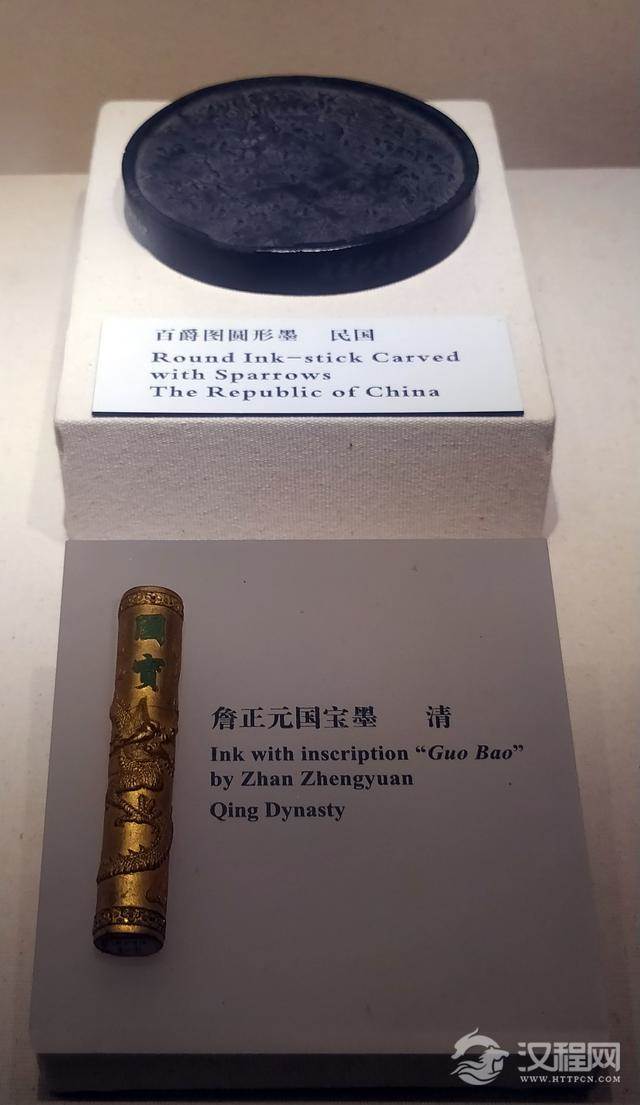 百爵图圆形墨 民国
Round Ink-stick Carved
with Sparrows
The Republic of China
國
寶
詹正元国宝墨 清
Ink with inscription “Guo Bao”
by Zhan Zhengyuan
Qing Dynasty
汉程网
WWW.HTTPCN.COM